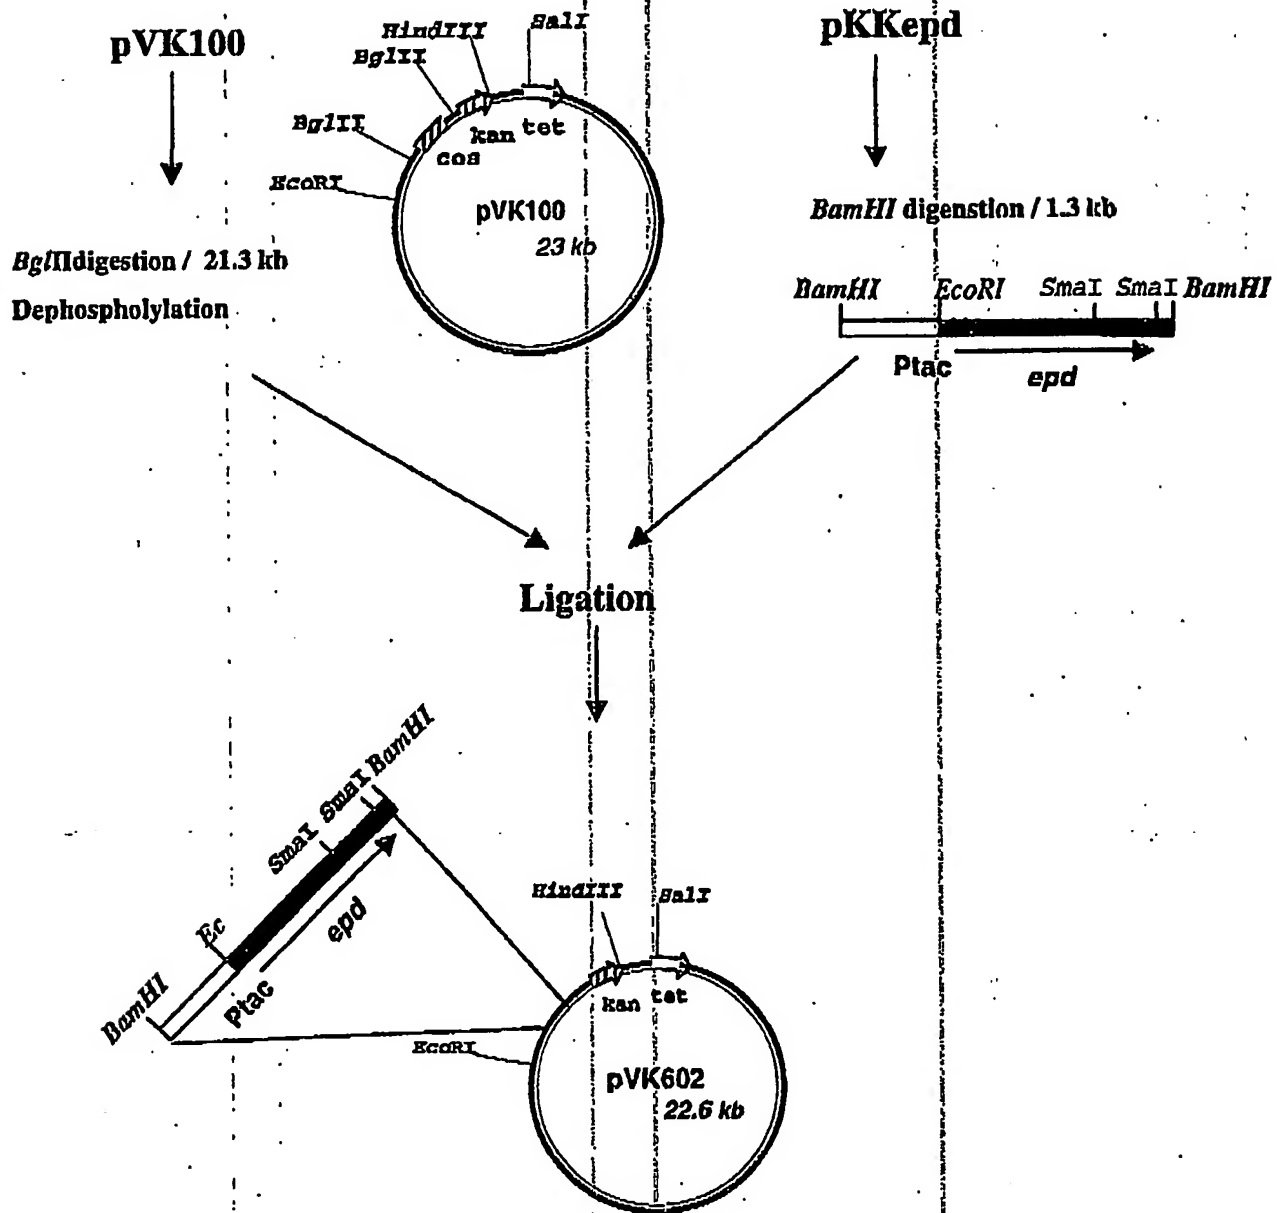 pVK100
HindIII
SalI
BglII
BglII
EcoRI
cos
kan
tet
pVK100
23 kb
BglII digestion / 21.3 kb
Dephospholylation
pKKepd
BamHI digenstion / 1.3 kb
BamHI EcoRI SmaI SmaI BamHI
Ptac
epd
Ligation
BamHI
Ec
SmaI
SmaI
BamHI
Ptac
epd
HindIII
SalI
kan
tet
EcoRI
pVK602
22.6 kb